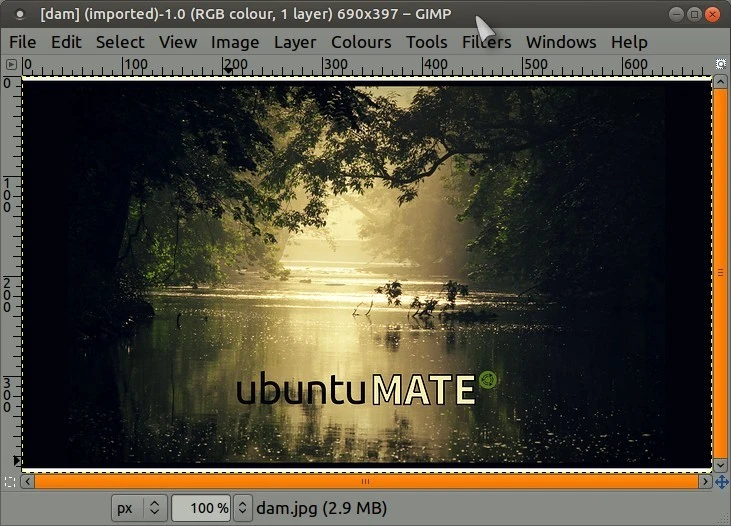 [dam] (imported)-1.0 (RGB colour, 1 layer) 690x397 – GIMP
File Edit Select View Image Layer Colours Tools Filters Windows Help
0 100 200 300 400 500 600
0
100
200
300
ubuntu MATE
px 100 % dam.jpg (2.9 MB)